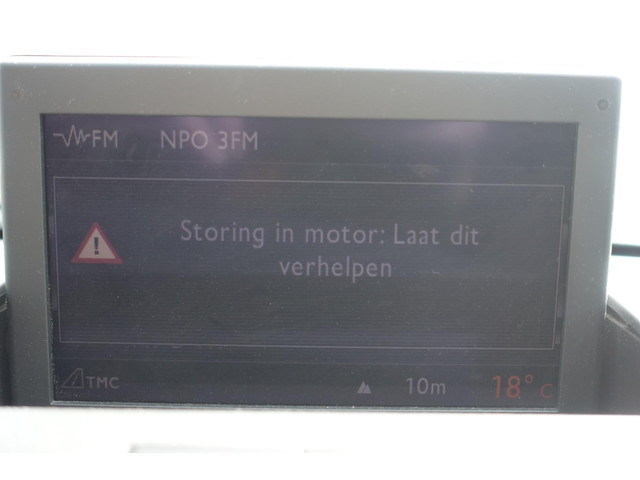 FM NPO 3FM
Storing in motor: Laat dit
verhelpen
TMC 10m 18° C